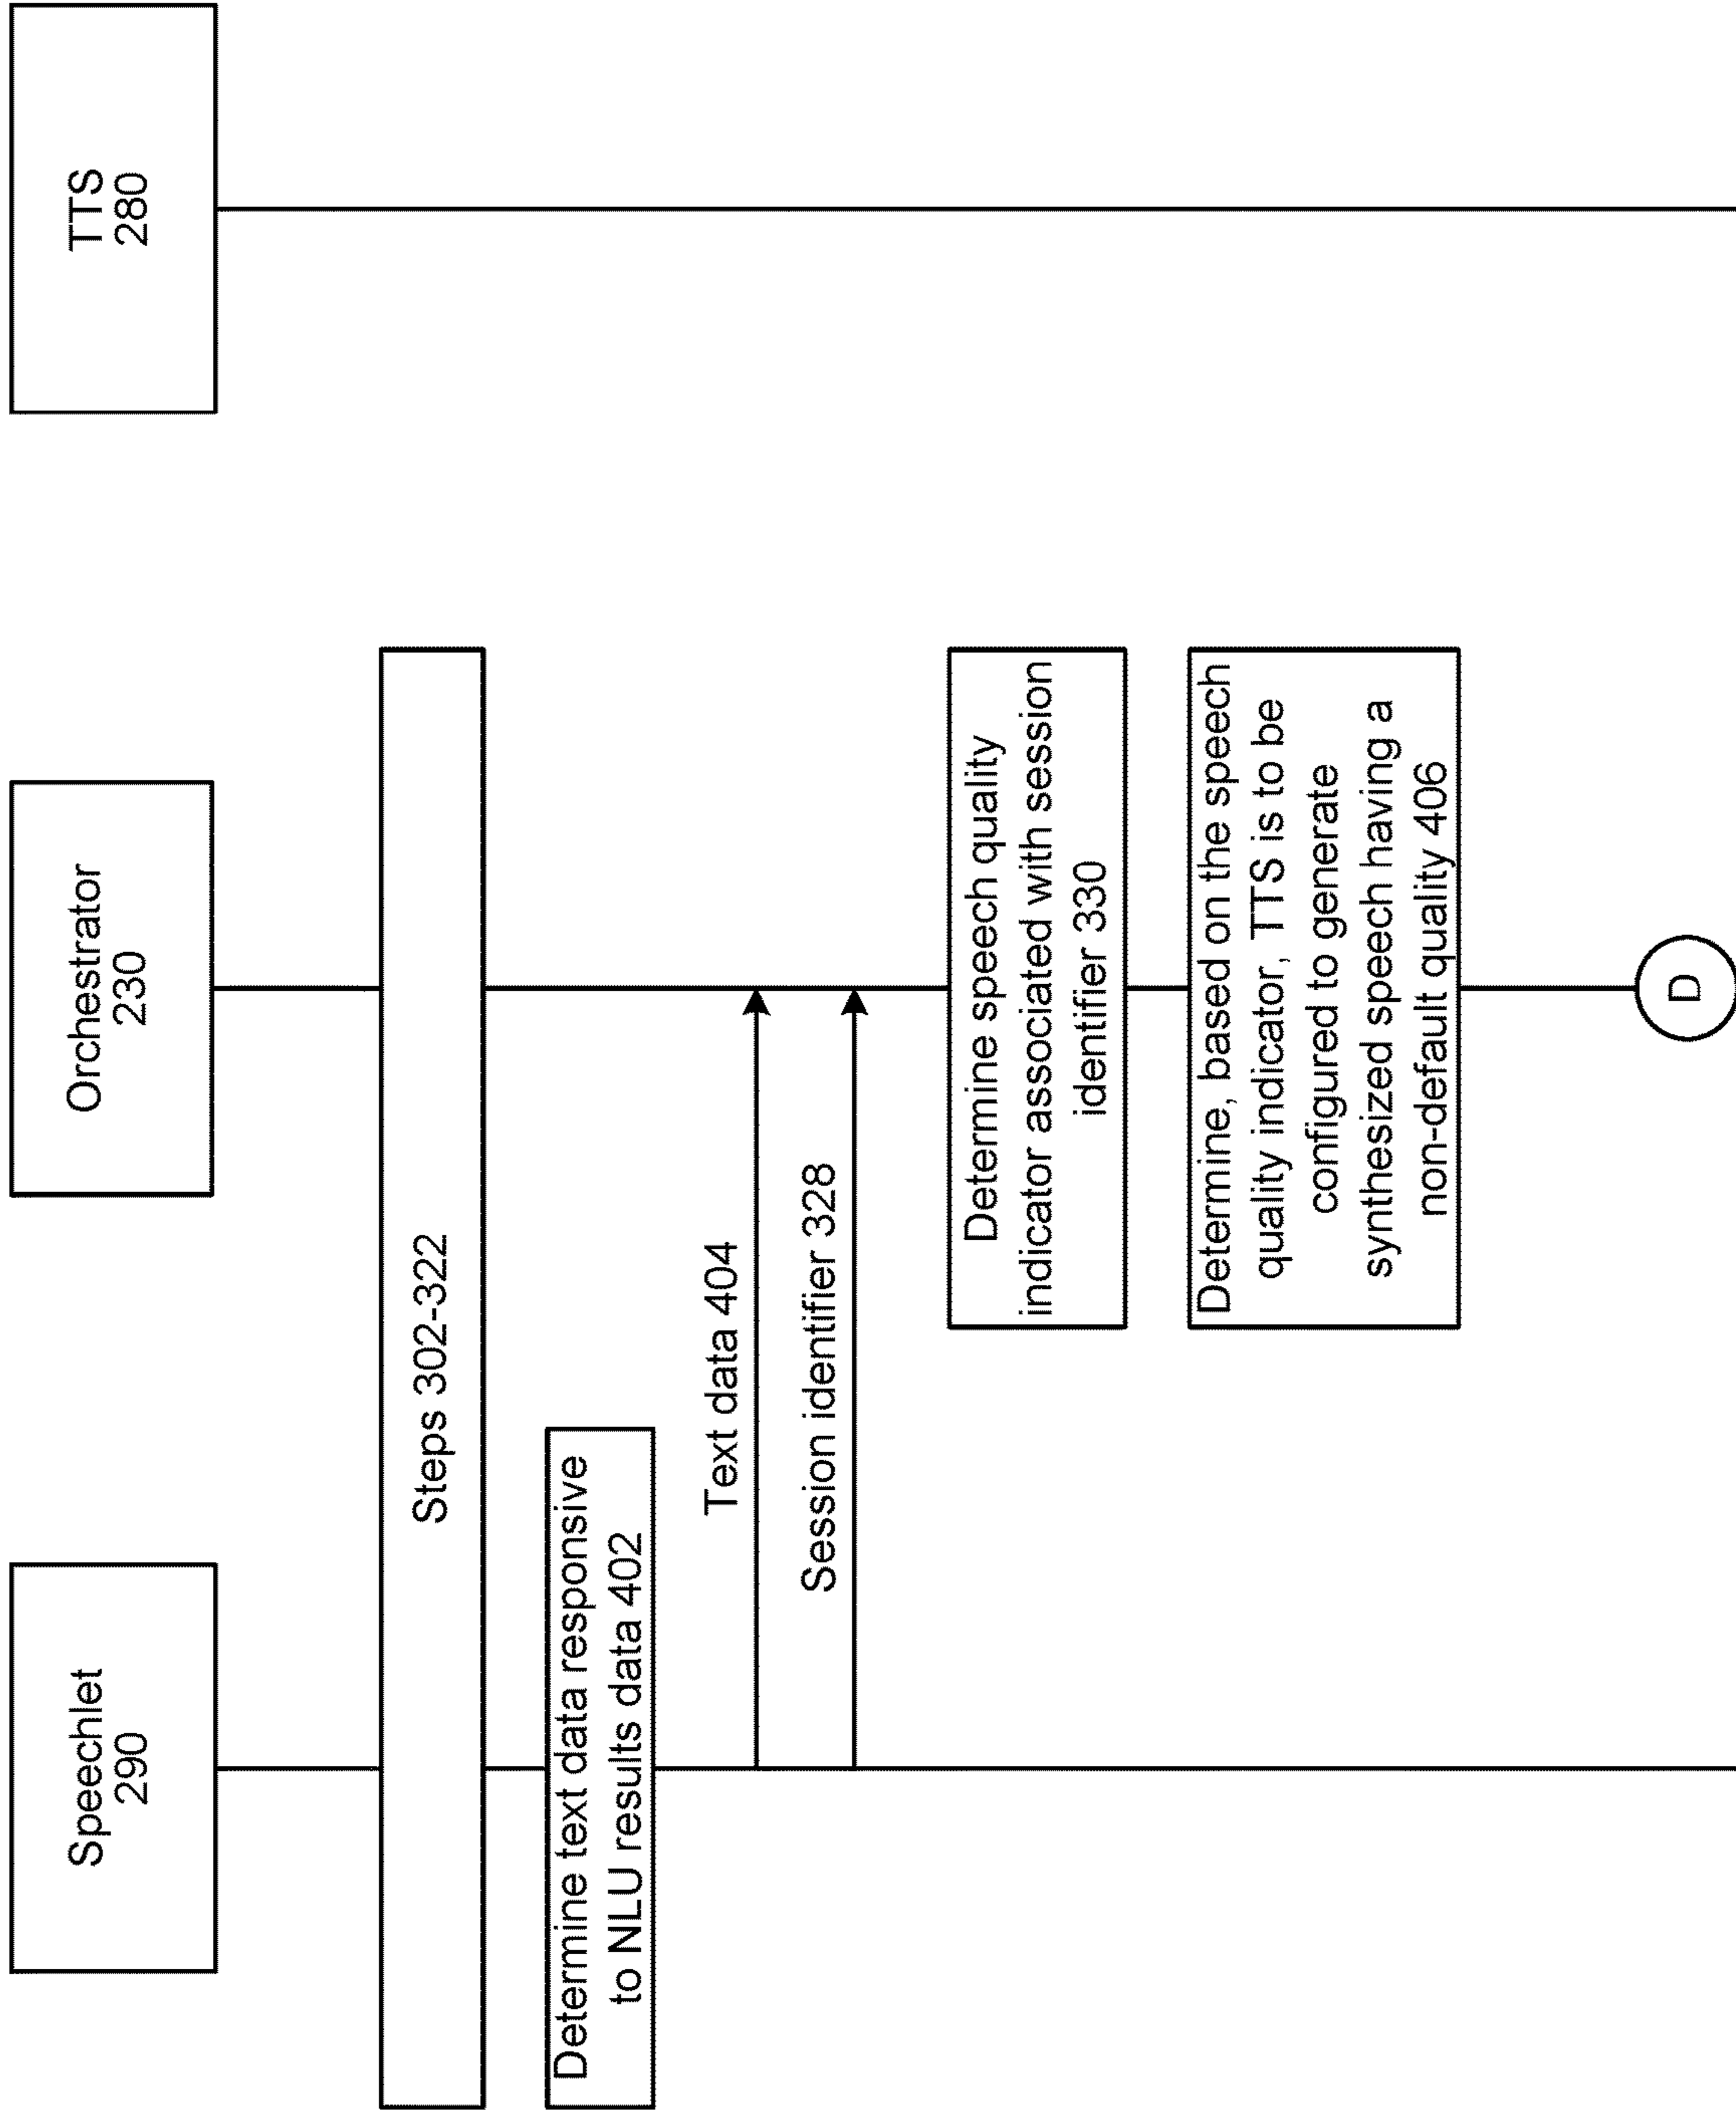 Speechlet
290
Orchestrator
230
TTS
280
Steps 302-322
Determine text data responsive
to NLU results data 402
Text data 404
Session identifier 328
Determine speech quality
indicator associated with session
identifier 330
Determine, based on the speech
quality indicator, TTS is to be
configured to generate
synthesized speech having a
non-default quality 406
D